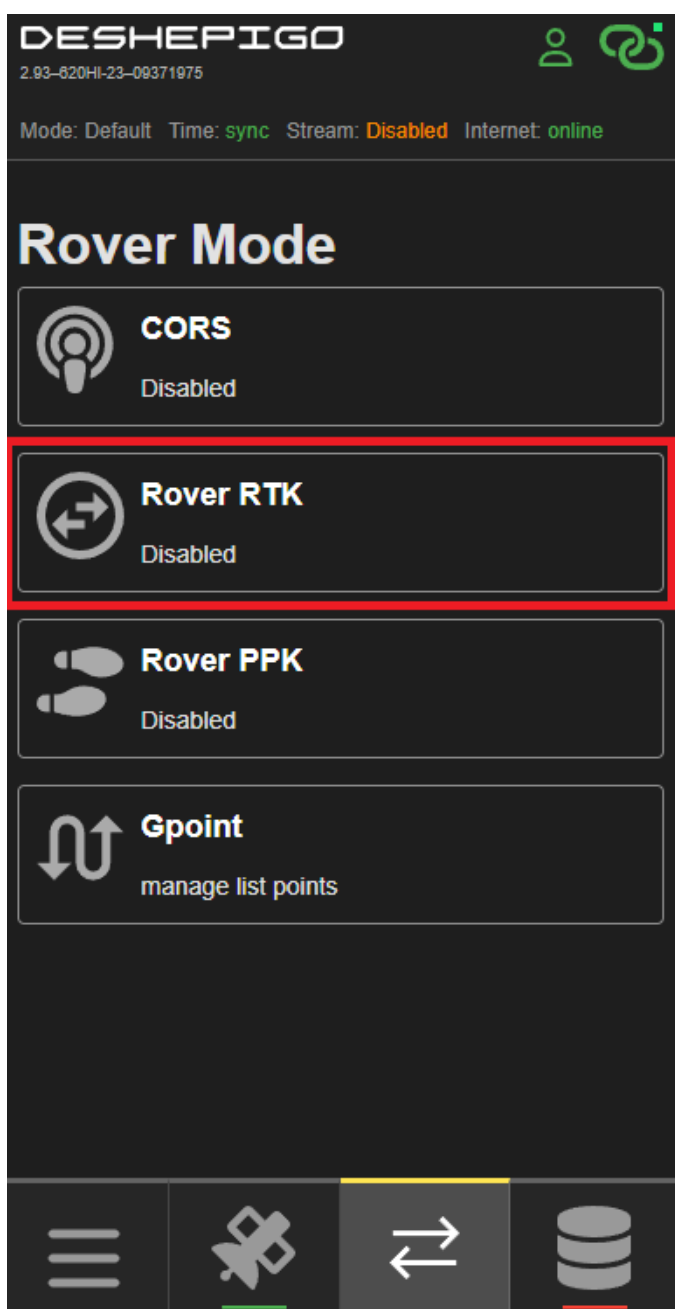 DESHEPIGO
2.93–620HI-23–09371975
Mode: Default Time: sync Stream: Disabled Internet: online
Rover Mode
CORS
Disabled
Rover RTK
Disabled
Rover PPK
Disabled
Gpoint
manage list points